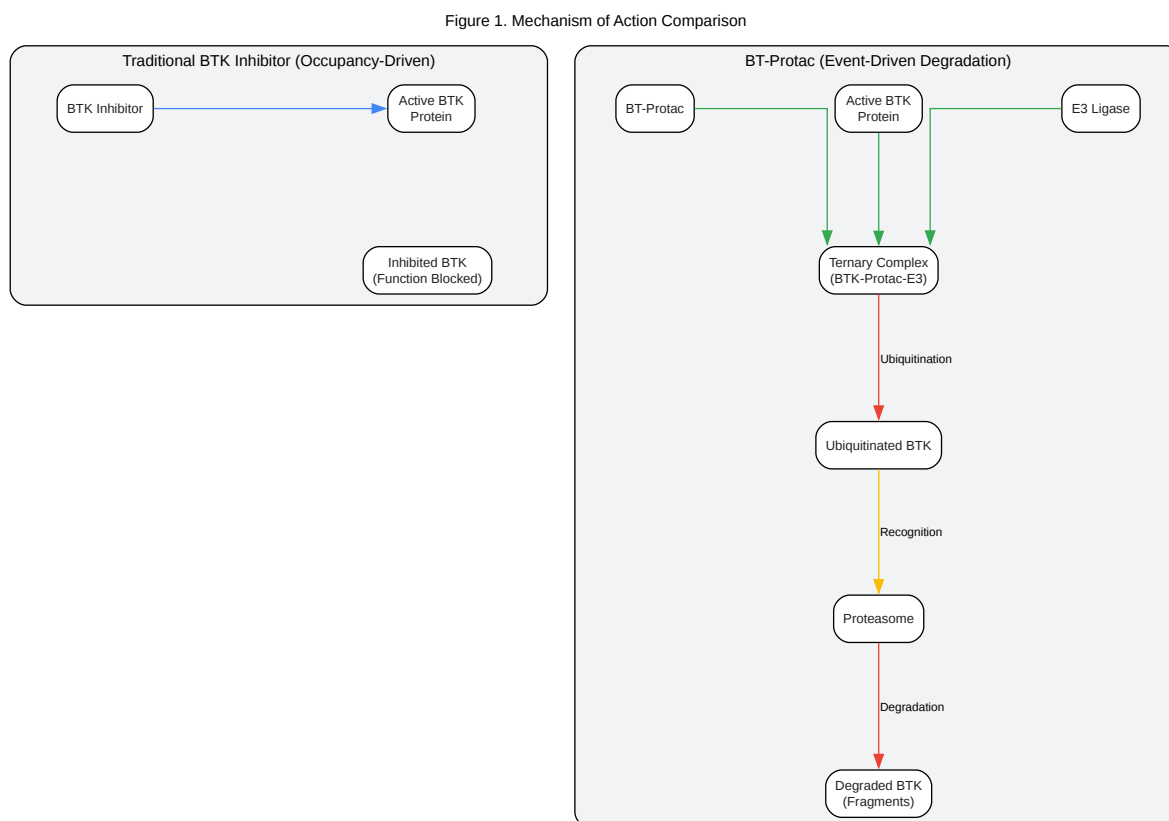 Figure 1. Mechanism of Action Comparison
Traditional BTK Inhibitor (Occupancy-Driven)
BTK Inhibitor
Active BTK
Protein
Inhibited BTK
(Function Blocked)
BT-Protac (Event-Driven Degradation)
BT-Protac
Active BTK
Protein
E3 Ligase
Ternary Complex
(BTK-Protac-E3)
Ubiquitination
Ubiquitinated BTK
Recognition
Proteasome
Degradation
Degraded BTK
(Fragments)